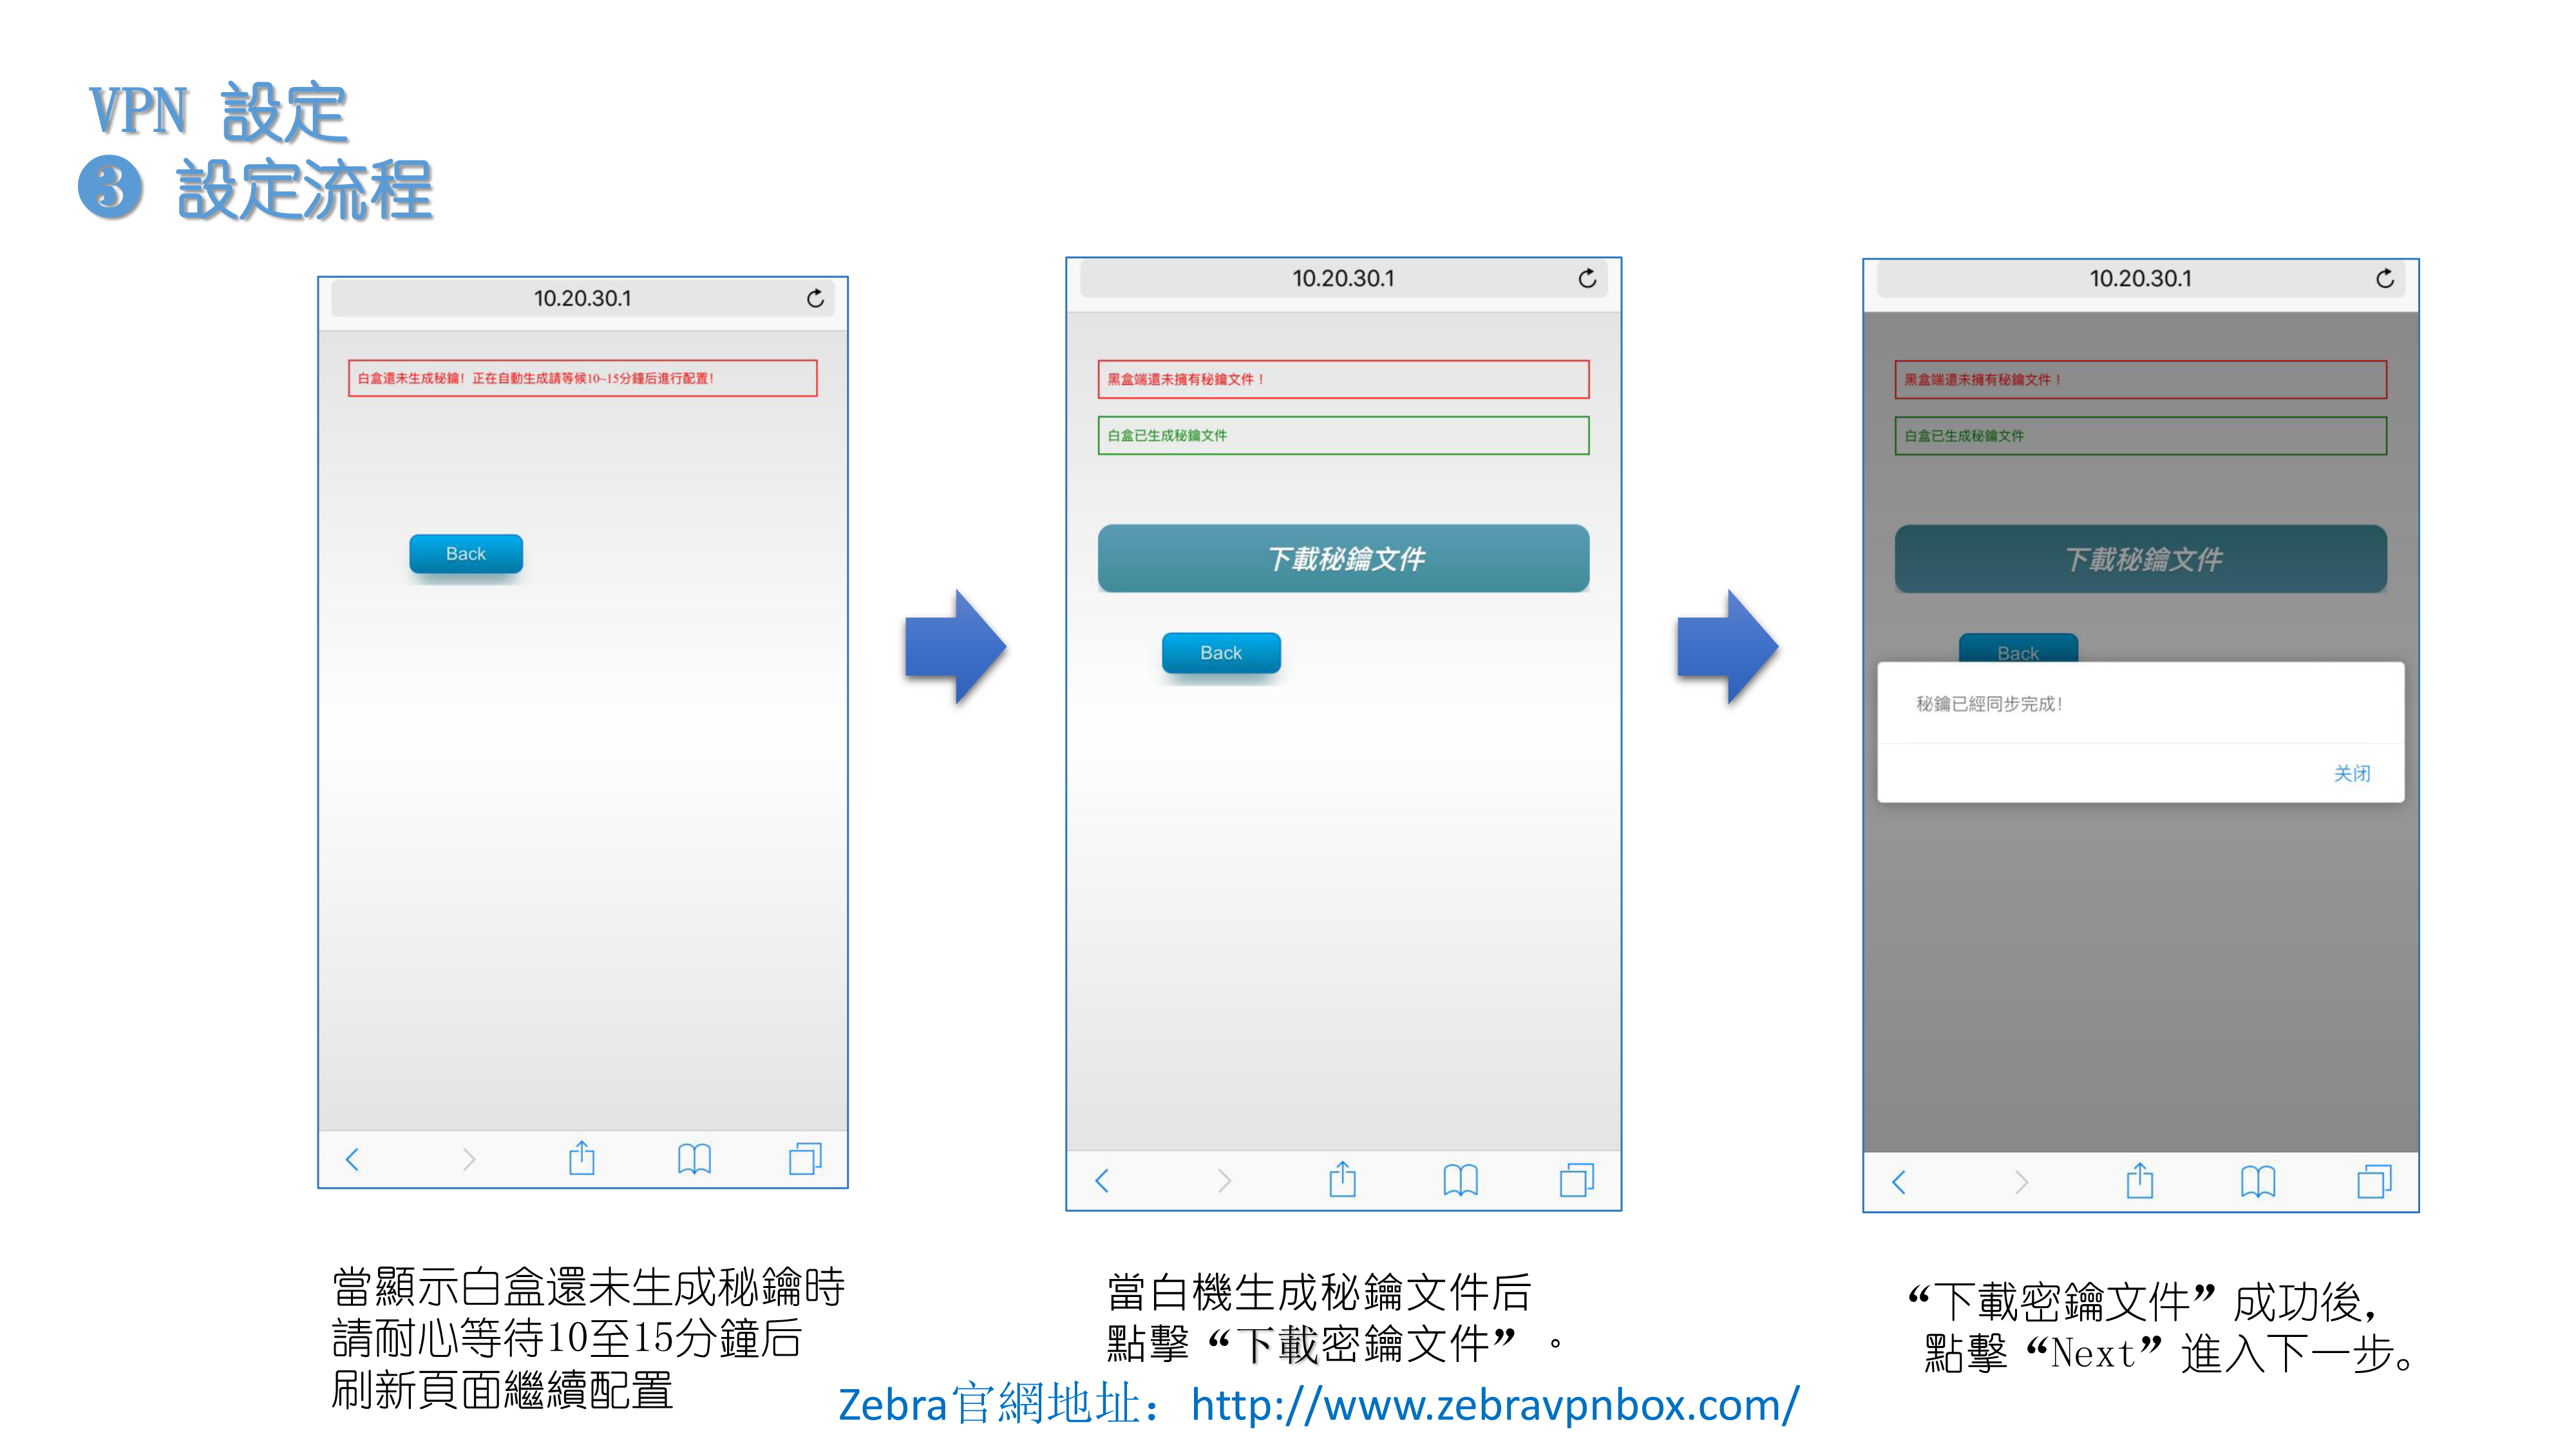 VPN 設定
❸ 設定流程
10.20.30.1
白盒還未生成秘鑰！正在自動生成請等候10~15分鐘后進行配置！
Back
當顯示白盒還未生成秘鑰時
請耐心等待10至15分鐘后
刷新頁面繼續配置
10.20.30.1
黑盒端還未擁有秘鑰文件！
白盒已生成秘鑰文件
下載秘鑰文件
Back
當白機生成秘鑰文件后
點擊“下載密鑰文件”。
10.20.30.1
黑盒端還未擁有秘鑰文件！
白盒已生成秘鑰文件
下載秘鑰文件
Back
秘鑰已經同步完成！
关闭
“下載密鑰文件”成功後，
點擊“Next”進入下一步。
Zebra官網地址：http://www.zebravpnbox.com/